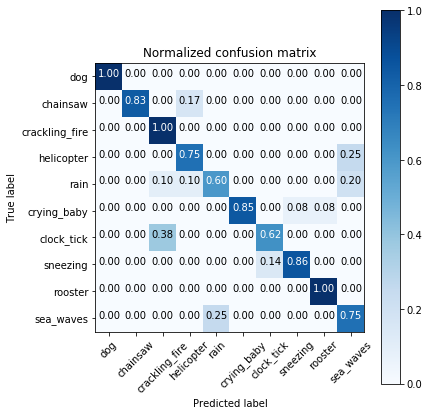 Normalized confusion matrix
True label
dog 1.00 0.00 0.00 0.00 0.00 0.00 0.00 0.00 0.00 0.00
chainsaw 0.00 0.83 0.00 0.17 0.00 0.00 0.00 0.00 0.00 0.00
crackling_fire 0.00 0.00 1.00 0.00 0.00 0.00 0.00 0.00 0.00 0.00
helicopter 0.00 0.00 0.00 0.75 0.00 0.00 0.00 0.00 0.00 0.25
rain 0.00 0.00 0.10 0.10 0.60 0.00 0.00 0.00 0.00 0.20
crying_baby 0.00 0.00 0.00 0.00 0.00 0.85 0.00 0.08 0.08 0.00
clock_tick 0.00 0.00 0.38 0.00 0.00 0.00 0.62 0.00 0.00 0.00
sneezing 0.00 0.00 0.00 0.00 0.00 0.00 0.14 0.86 0.00 0.00
rooster 0.00 0.00 0.00 0.00 0.00 0.00 0.00 0.00 1.00 0.00
sea_waves 0.00 0.00 0.00 0.00 0.25 0.00 0.00 0.00 0.00 0.75
dog chainsaw crackling_fire helicopter rain crying_baby clock_tick sneezing rooster sea_waves
Predicted label
1.0
0.8
0.6
0.4
0.2
0.0